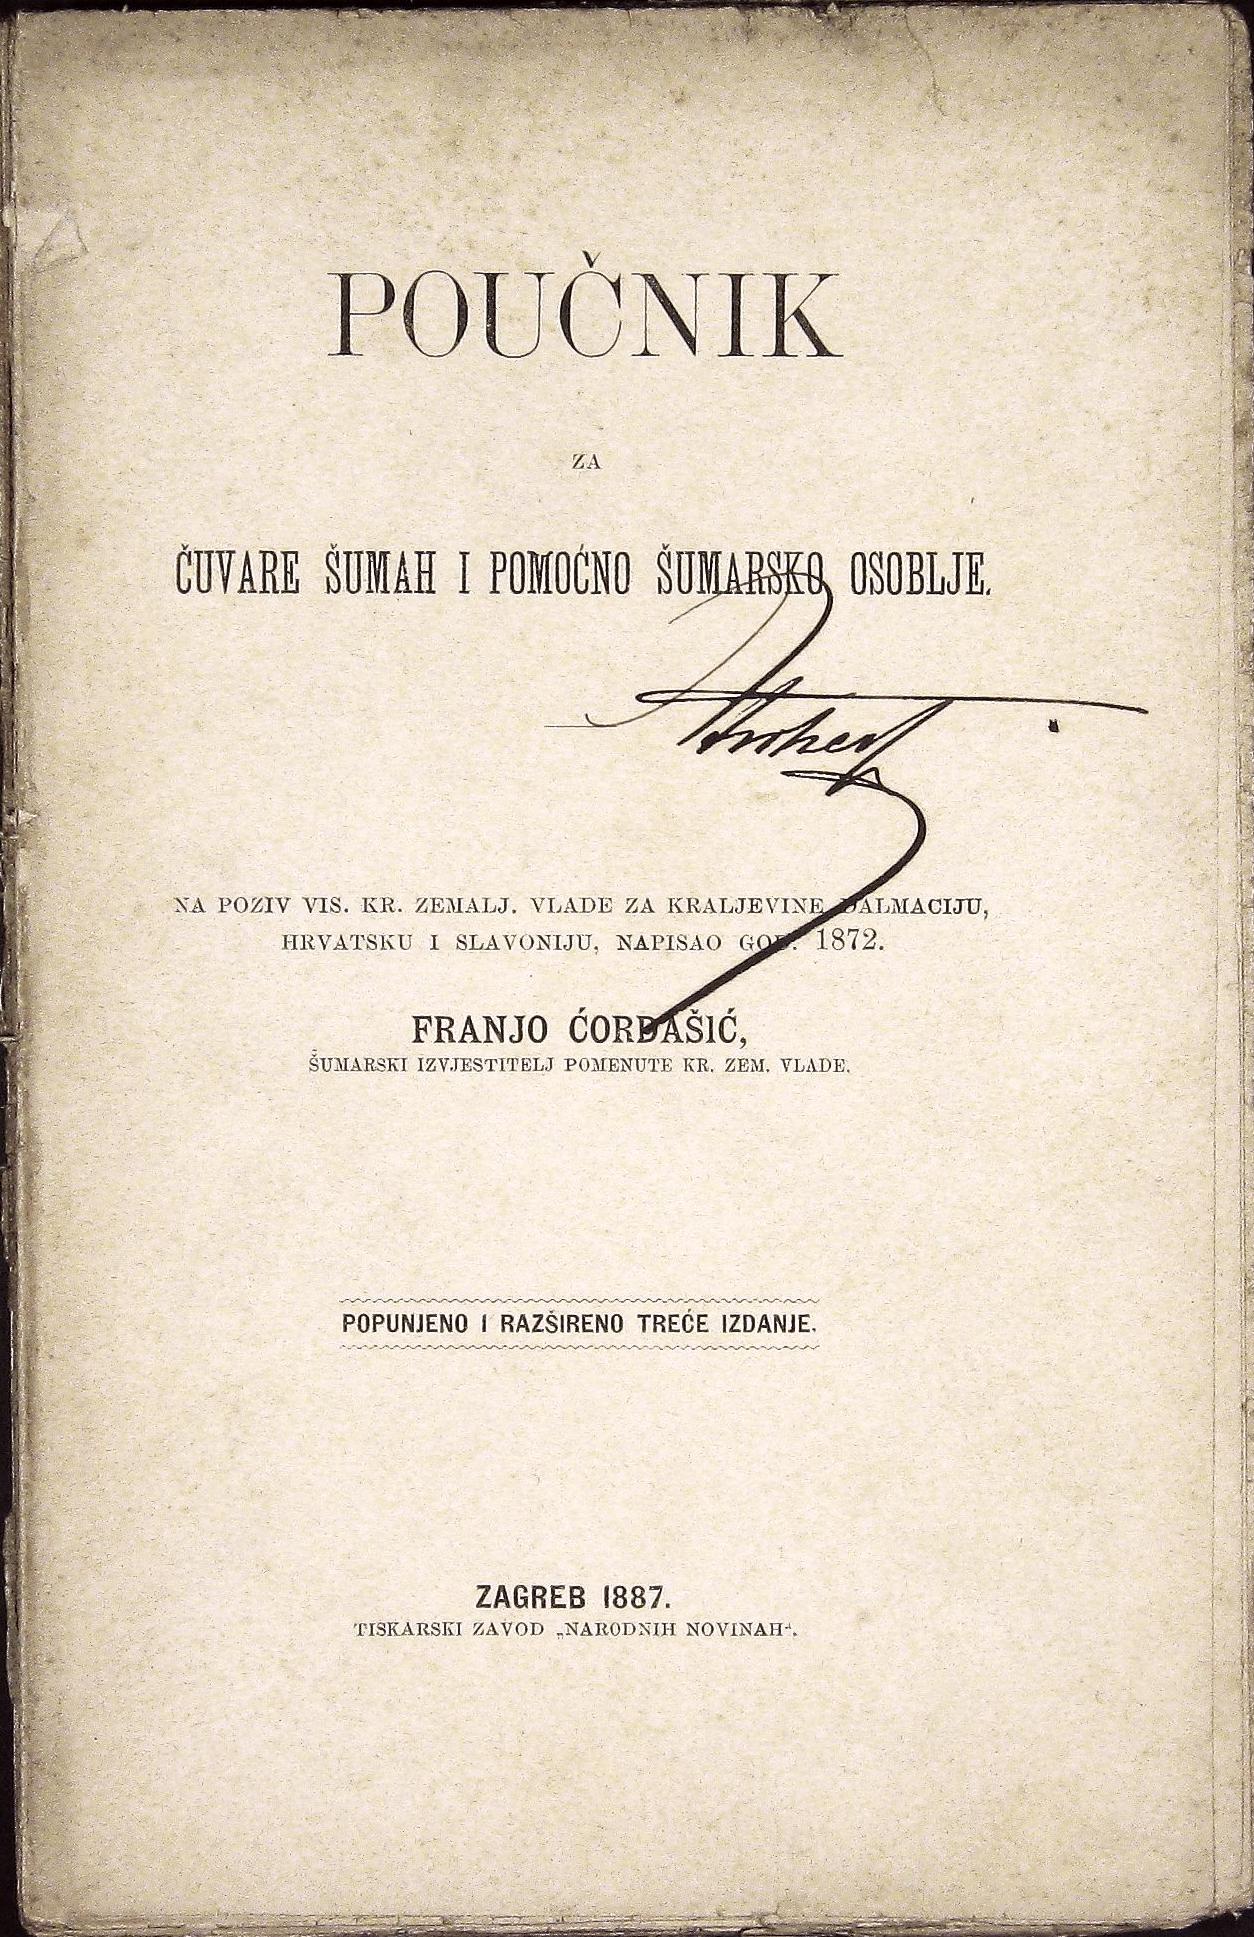 POUČNIK
ZA
ČUVARE ŠUMAH I POMOĆNO ŠUMARSKO OSOBLJE.
NA POZIV VIS. KR. ZEMALJ. VLADE ZA KRALJEVINE DALMACIJU,
HRVATSKU I SLAVONIJU, NAPISAO GOD. 1872.
FRANJO ĆORDAŠIĆ,
ŠUMARSKI IZVJESTITELJ POMENUTE KR. ZEM. VLADE.
POPUNJENO I RAZŠIRENO TREĆE IZDANJE.
ZAGREB 1887.
TISKARSKI ZAVOD „NARODNIH NOVINAH“.